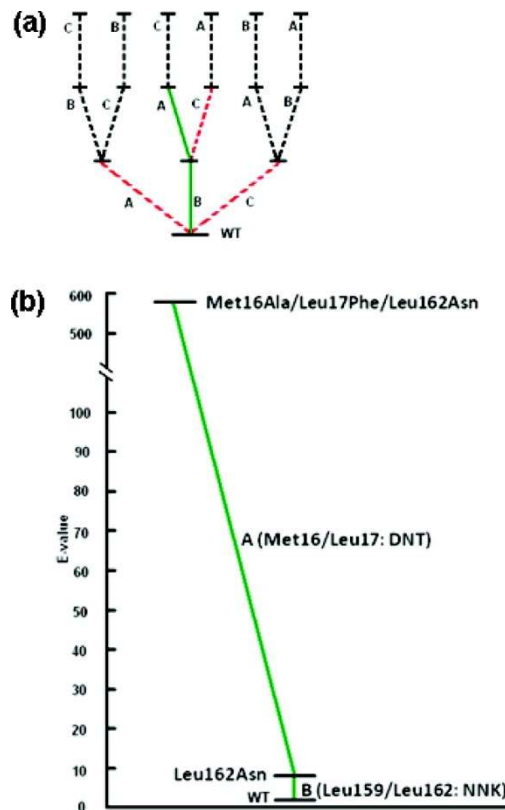 (a)
C B C A B A
B C A C A B
A B C
WT
(b)
600
Met16Ala/Leu17Phe/Leu162Asn
500
100
90
80
70
A (Met16/Leu17: DNT)
60
50
40
30
20
10
0
E-value
Leu162Asn
WT
B (Leu159/Leu162: NNK)